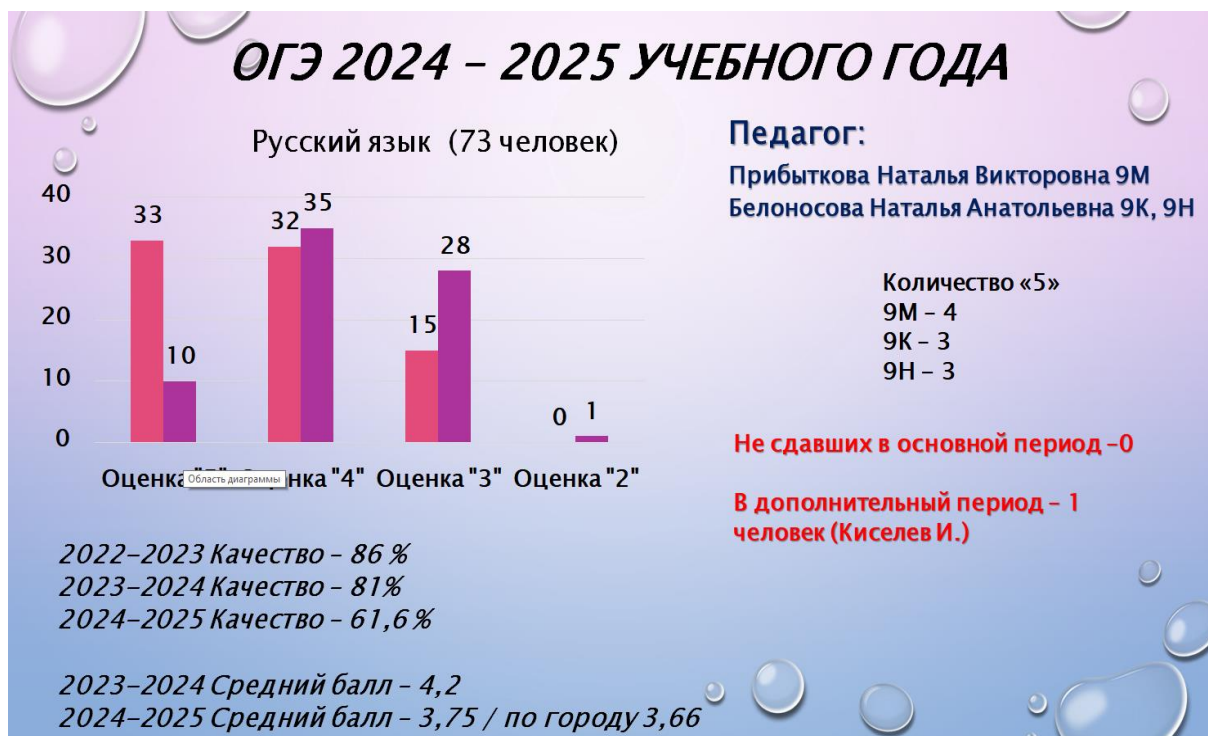 ОГЭ 2024 – 2025 УЧЕБНОГО ГОДА
Русский язык (73 человек)
40
30
20
10
0
33
10
32
35
15
28
0
1
Оценка
Область диаграммы
нка "4"
Оценка "3"
Оценка "2"
2022–2023 Качество – 86 %
2023–2024 Качество – 81%
2024–2025 Качество – 61,6 %
2023–2024 Средний балл – 4,2
2024–2025 Средний балл – 3,75 / по городу 3,66
Педагог:
Прибыткова Наталья Викторовна 9М
Белоносова Наталья Анатольевна 9К, 9Н
Количество «5»
9М – 4
9К – 3
9Н – 3
Не сдавших в основной период –0
В дополнительный период – 1
человек (Киселев И.)